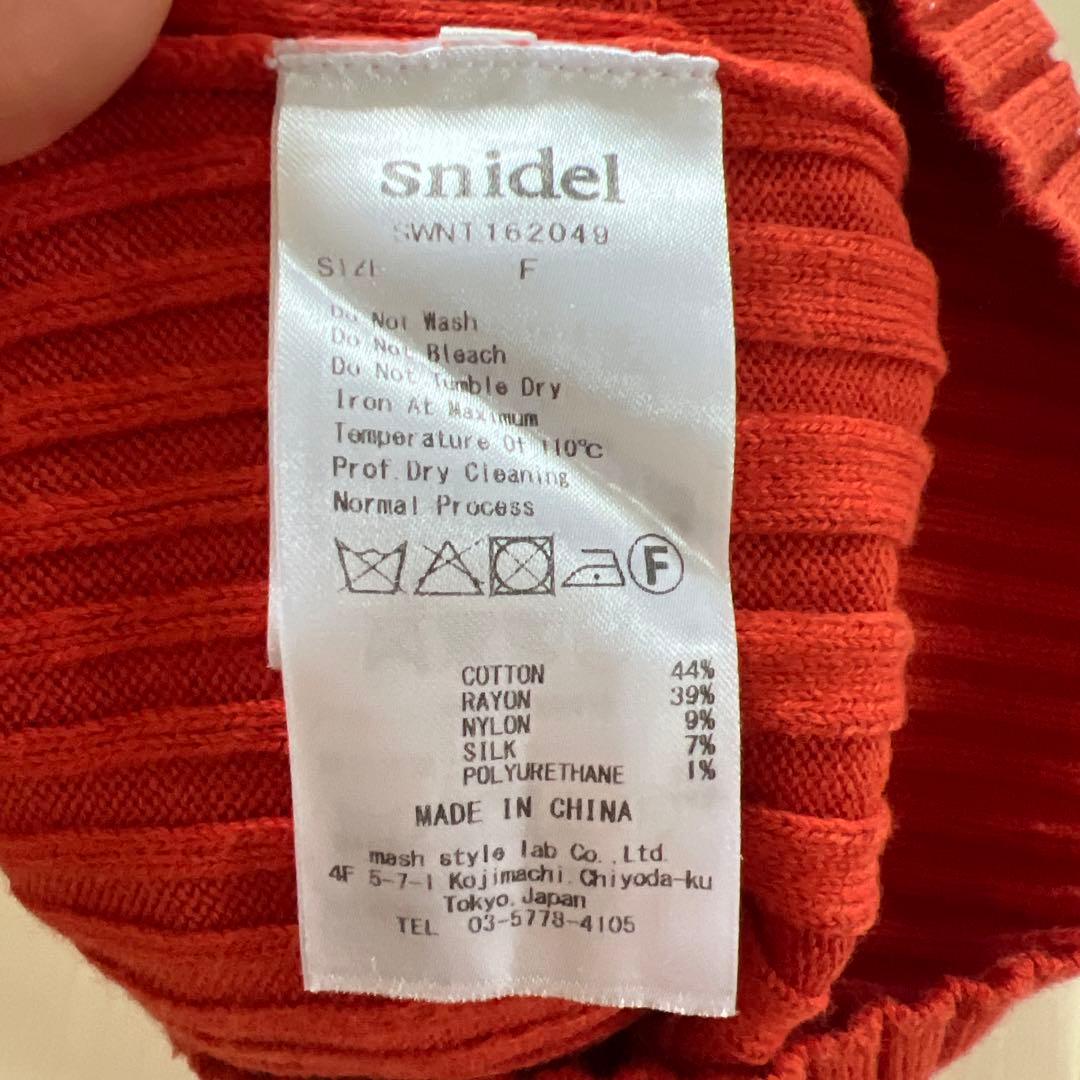 snidel
SWNT162049
SIZE F
Do Not Wash
Do Not Bleach
Do Not Tumble Dry
Iron At Maximum
Temperature Of 110℃
Prof.Dry Cleaning
Normal Process
F
COTTON 44%
RAYON 39%
NYLON 9%
SILK 7%
POLYURETHANE 1%
MADE IN CHINA
mash style lab Co.,Ltd.
4F 5-7-1 Kojimachi.Chiyoda-ku
Tokyo.Japan
TEL 03-5778-4105